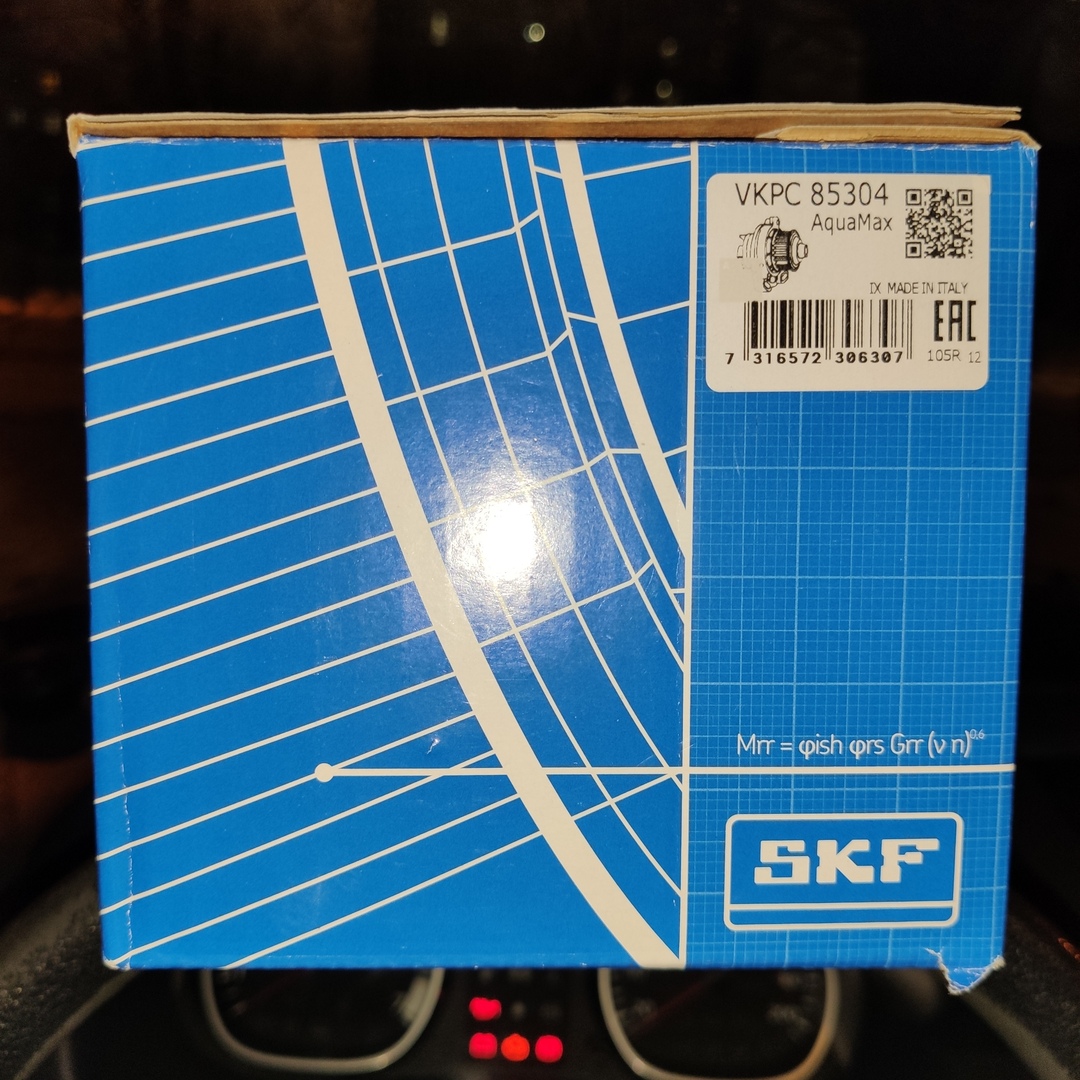 VKPC 85304
AquaMax
IX MADE IN ITALY
EAC
7 316572 306307
105R 12
Mrr = φish φrs Grr (ν n)⁰·⁶
SKF